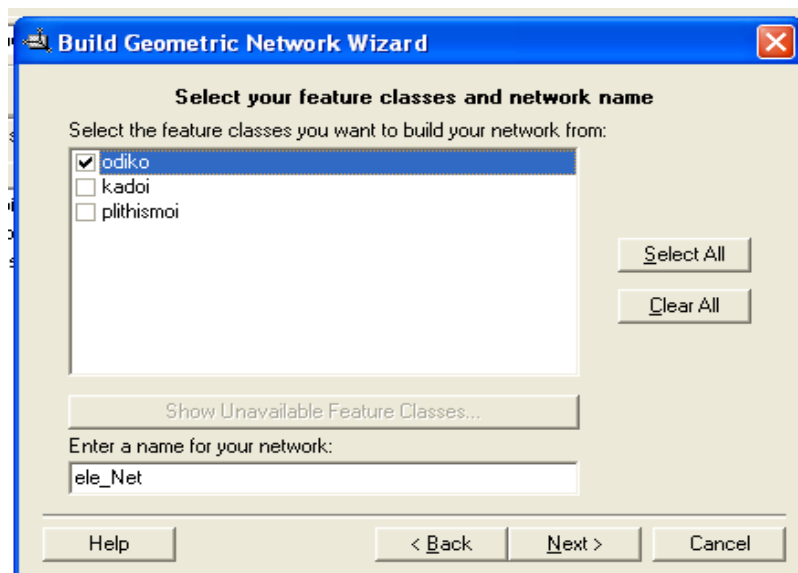 Build Geometric Network Wizard
Select your feature classes and network name
Select the feature classes you want to build your network from:
odiko
kadoi
plithismoi
Select All
Clear All
Show Unavailable Feature Classes...
Enter a name for your network:
ele_Net
Help
< Back
Next >
Cancel